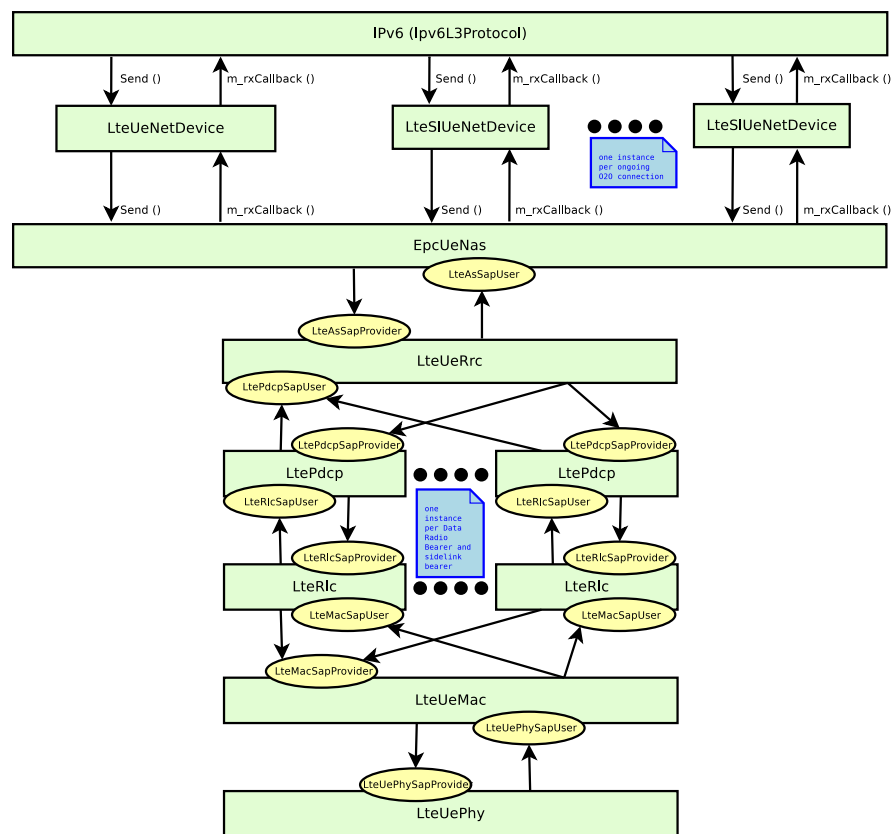 IPv6 (Ipv6L3Protocol)
Send ()
m_rxCallback ()
Send ()
m_rxCallback ()
Send ()
m_rxCallback ()
LteUeNetDevice
LteSlUeNetDevice
LteSlUeNetDevice
one instance
per ongoing
O2O connection
Send ()
m_rxCallback ()
Send ()
m_rxCallback ()
Send ()
m_rxCallback ()
EpcUeNas
LteAsSapUser
LteAsSapProvider
LteUeRrc
LtePdcpSapUser
LtePdcpSapProvider
LtePdcpSapProvider
LtePdcp
LtePdcp
LteRlcSapUser
LteRlcSapUser
one
instance
per Data
Radio
Bearer and
sidelink
bearer
LteRlcSapProvider
LteRlcSapProvider
LteRlc
LteRlc
LteMacSapUser
LteMacSapUser
LteMacSapProvider
LteUeMac
LteUePhySapUser
LteUePhySapProvider
LteUePhy